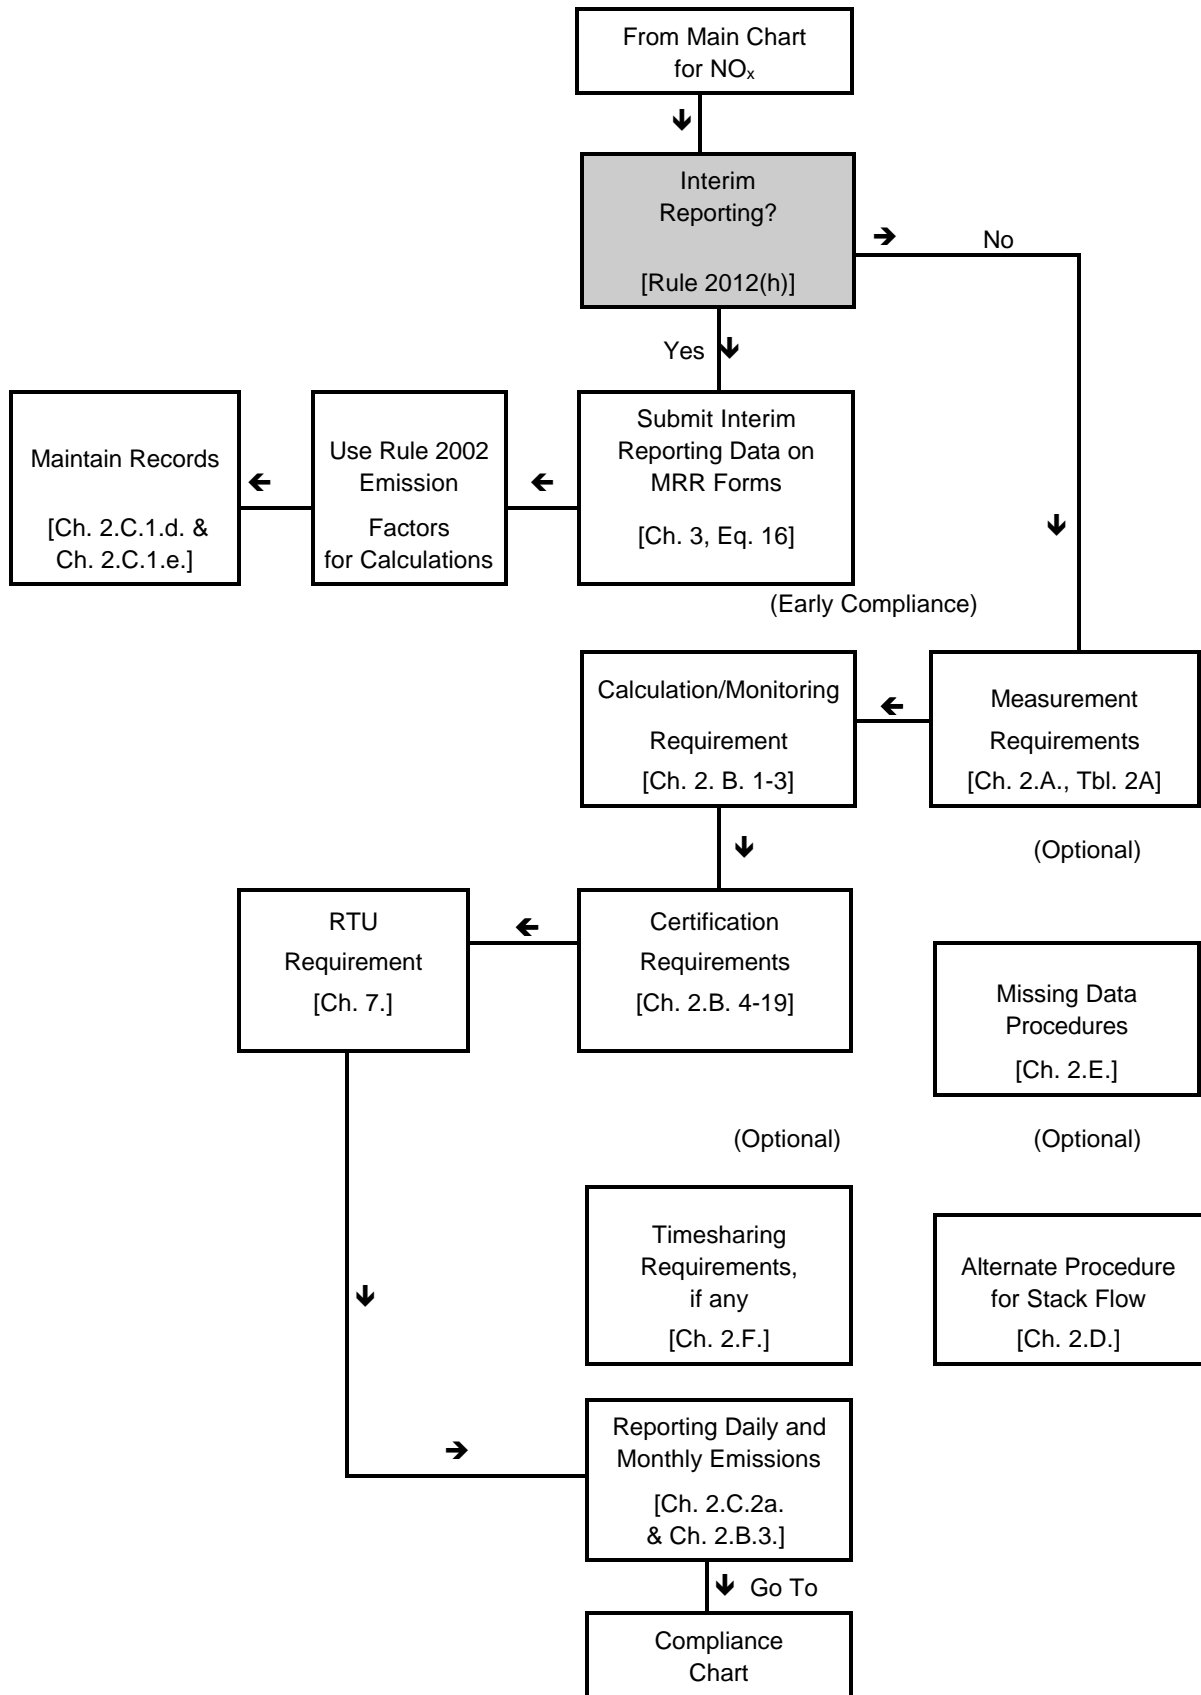 From Main Chart
for NOx
Interim
Reporting?
[Rule 2012(h)]
No
Yes
Maintain Records
[Ch. 2.C.1.d. &
Ch. 2.C.1.e.]
Use Rule 2002
Emission
Factors
for Calculations
Submit Interim
Reporting Data on
MRR Forms
[Ch. 3, Eq. 16]
(Early Compliance)
Calculation/Monitoring
Requirement
[Ch. 2. B. 1-3]
Measurement
Requirements
[Ch. 2.A., Tbl. 2A]
(Optional)
RTU
Requirement
[Ch. 7.]
Certification
Requirements
[Ch. 2.B. 4-19]
Missing Data
Procedures
[Ch. 2.E.]
(Optional)
(Optional)
Timesharing
Requirements,
if any
[Ch. 2.F.]
Alternate Procedure
for Stack Flow
[Ch. 2.D.]
Reporting Daily and
Monthly Emissions
[Ch. 2.C.2a.
& Ch. 2.B.3.]
Go To
Compliance
Chart